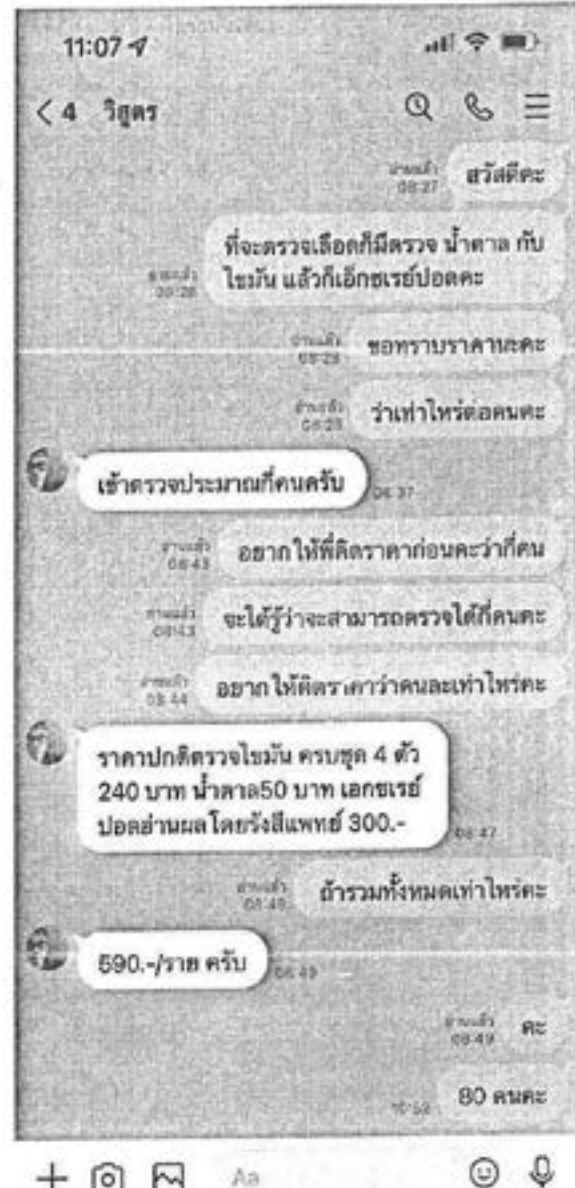 11:07
4 วิสูตร
สวัสดีคะ
อ่านแล้ว
08:27
ที่จะตรวจเลือดก็มีตรวจ น้ำตาล กับ
ไขมัน แล้วก็เอ็กซเรย์ปอดคะ
อ่านแล้ว
ขอทราบราคานะคะ
อ่านแล้ว
08:28
ว่าเท่าไหร่ต่อคนคะ
อ่านแล้ว
08:28
เข้าตรวจประมาณกี่คนครับ
08:37
อยากให้พี่คิดราคาก่อนคะว่ากี่คน
อ่านแล้ว
08:43
จะได้รู้ว่าจะสามารถตรวจได้กี่คนคะ
อ่านแล้ว
08:43
อยากให้คิดราคาว่าคนละเท่าไหร่คะ
อ่านแล้ว
08:44
ราคาปกติตรวจไขมัน ครบชุด 4 ตัว
240 บาท น้ำตาล50 บาท เอกซเรย์
ปอดอ่านผลโดยรังสีแพทย์ 300.-
08:47
ถ้ารวมทั้งหมดเท่าไหร่คะ
อ่านแล้ว
08:48
590.-/ราย ครับ
08:49
คะ
อ่านแล้ว
08:49
80 คนคะ
Aa